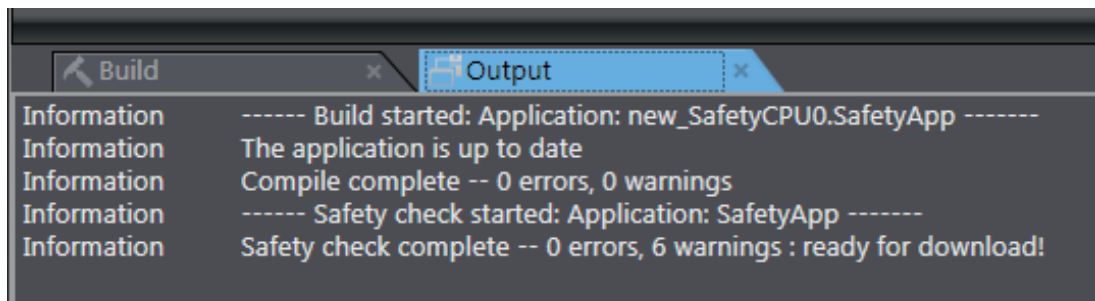 Build × Output ×
Information ------ Build started: Application: new_SafetyCPU0.SafetyApp -------
Information The application is up to date
Information Compile complete -- 0 errors, 0 warnings
Information ------ Safety check started: Application: SafetyApp -------
Information Safety check complete -- 0 errors, 6 warnings : ready for download!